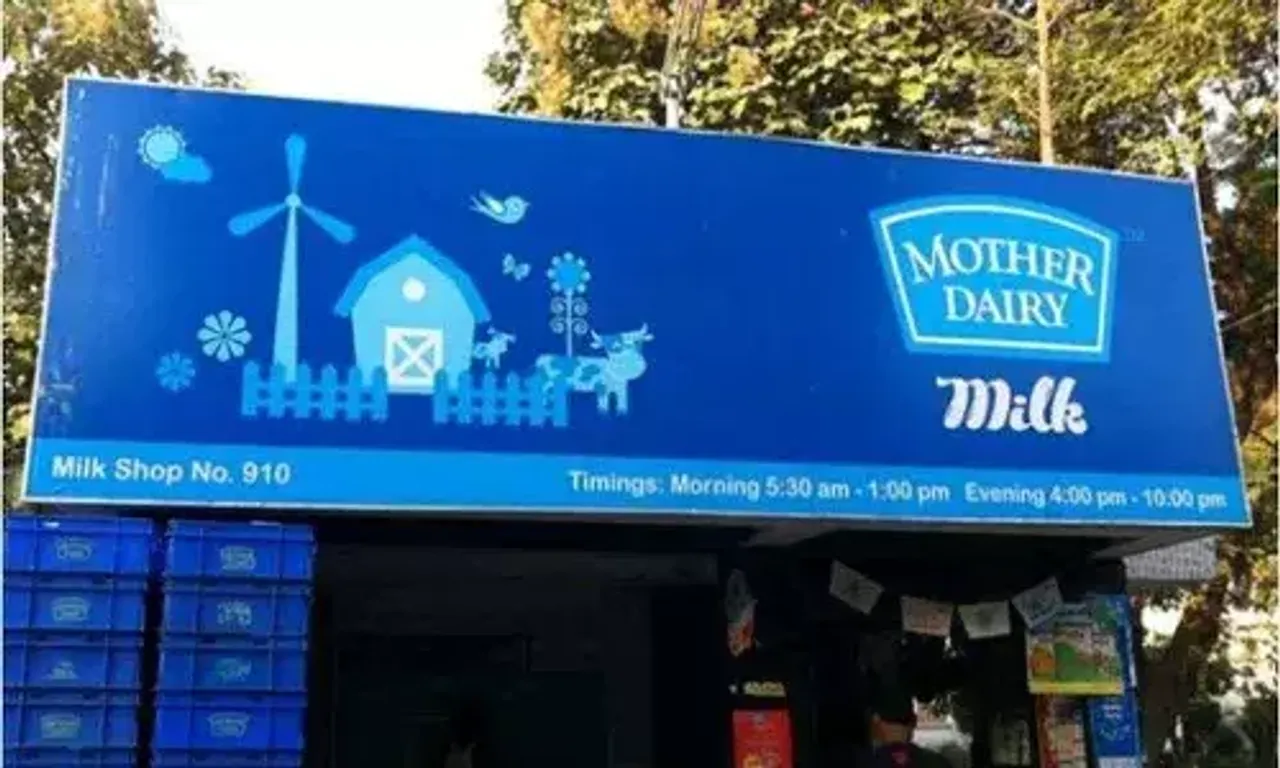 MOTHER
DAIRY
Milk
Milk Shop No. 910
Timings: Morning 5:30 am - 1:00 pm Evening 4:00 pm - 10:00 pm